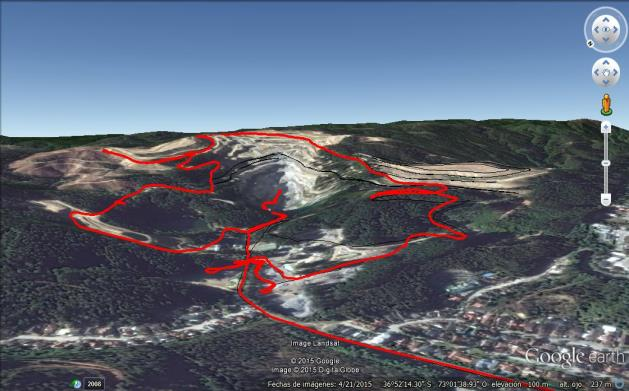 Image Landsat
© 2015 Google
Image © 2015 DigitalGlobe
Google earth
2008
Fechas de imágenes: 4/21/2015 36°52'14.30" S 73°01'38.93" O elevación 100 m alt. ojo 237 m